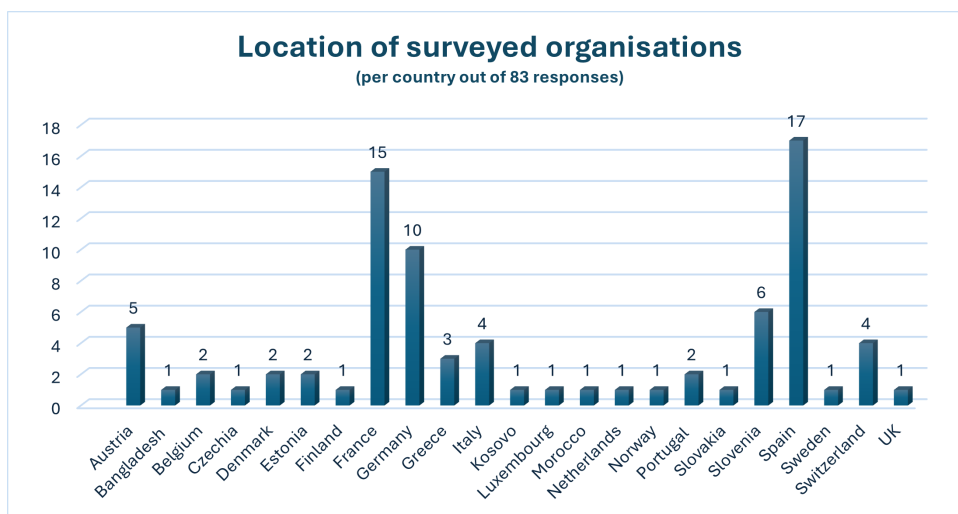 Location of surveyed organisations
(per country out of 83 responses)
18
16
14
12
10
8
6
4
2
0
5
1
2
1
2
2
1
15
10
3
4
1
1
1
1
1
2
1
6
17
1
4
1
Austria
Bangladesh
Belgium
Czechia
Denmark
Estonia
Finland
France
Germany
Greece
Italy
Kosovo
Luxembourg
Morocco
Netherlands
Norway
Portugal
Slovakia
Slovenia
Spain
Sweden
Switzerland
UK